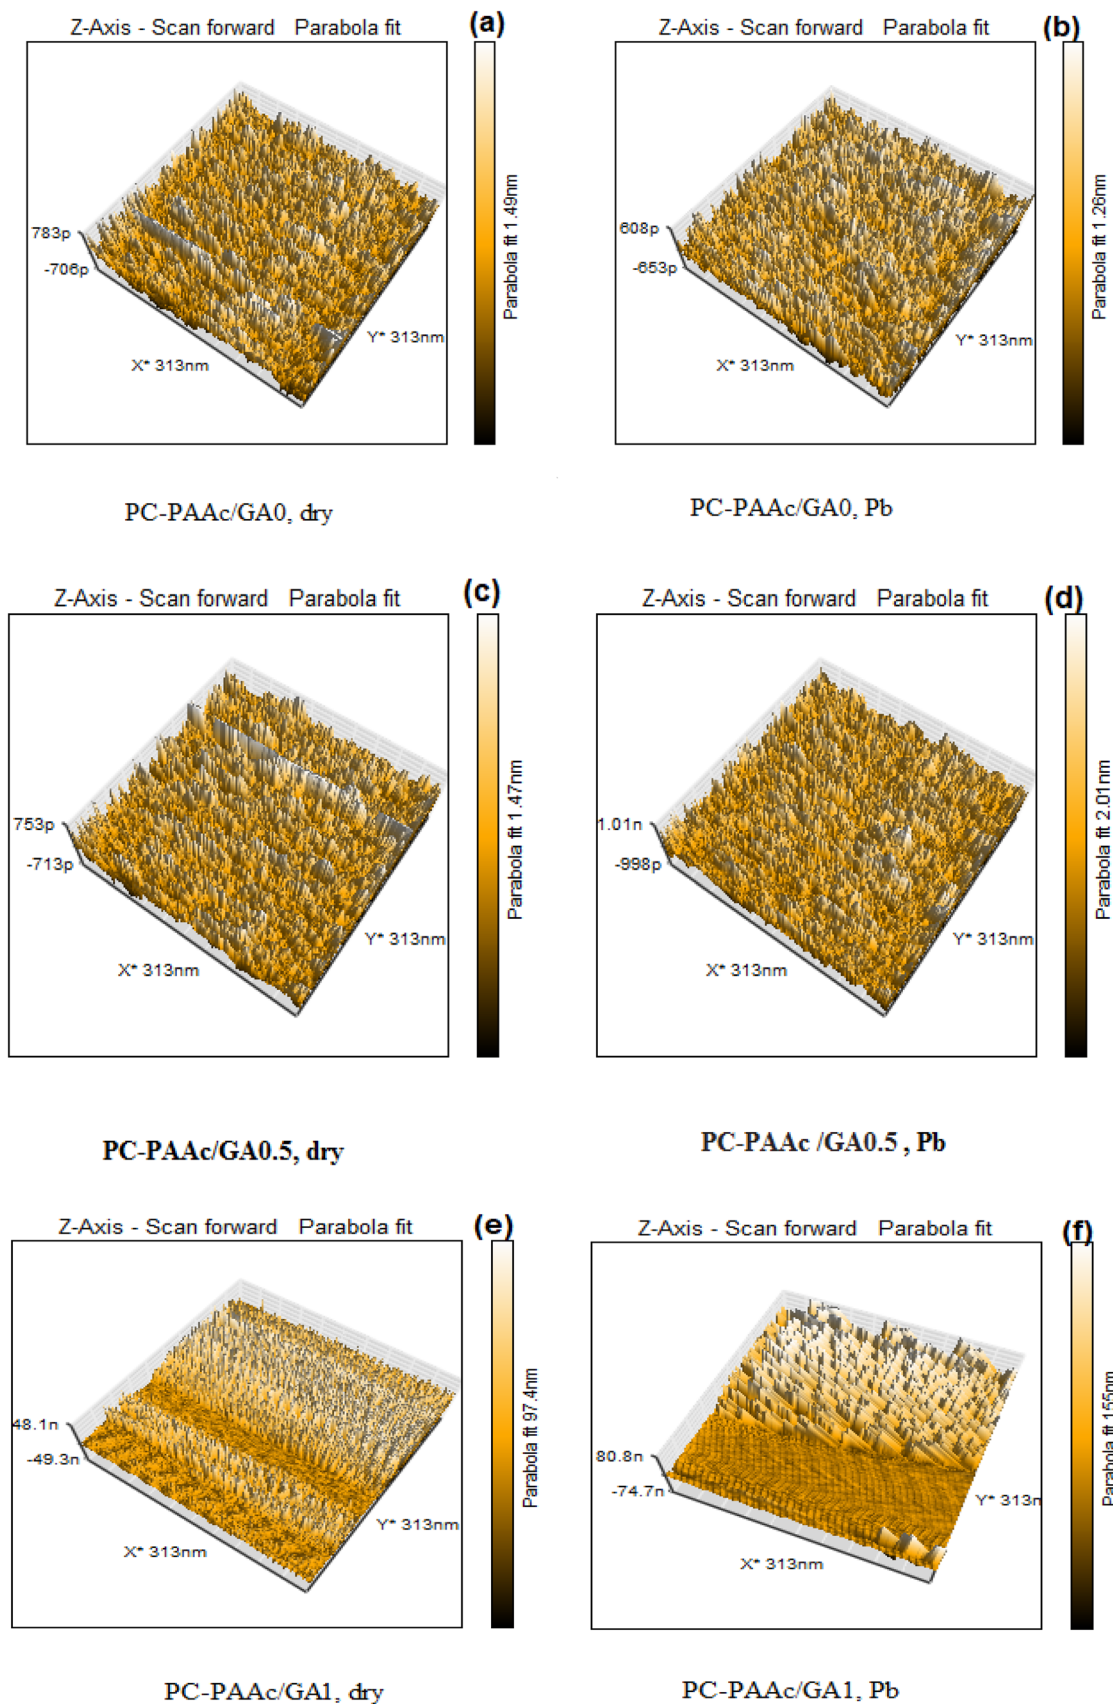 Z-Axis - Scan forward Parabola fit
(a)
783p
-706p
X* 313nm
Y* 313nm
Parabola fit 1.49nm
PC-PAAc/GA0, dry
Z-Axis - Scan forward Parabola fit
(b)
608p
-653p
X* 313nm
Y* 313nm
Parabola fit 1.26nm
PC-PAAc/GA0, Pb
Z-Axis - Scan forward Parabola fit
(c)
753p
-713p
X* 313nm
Y* 313nm
Parabola fit 1.47nm
PC-PAAc/GA0.5, dry
Z-Axis - Scan forward Parabola fit
(d)
1.01n
-998p
X* 313nm
Y* 313nm
Parabola fit 2.01nm
PC-PAAc /GA0.5 , Pb
Z-Axis - Scan forward Parabola fit
(e)
48.1n
-49.3n
X* 313nm
Y* 313nm
Parabola fit 97.4nm
PC-PAAc/GA1, dry
Z-Axis - Scan forward Parabola fit
(f)
80.8n
-74.7n
X* 313nm
Y* 313n
Parabola fit 155nm
PC-PAAc/GA1, Pb